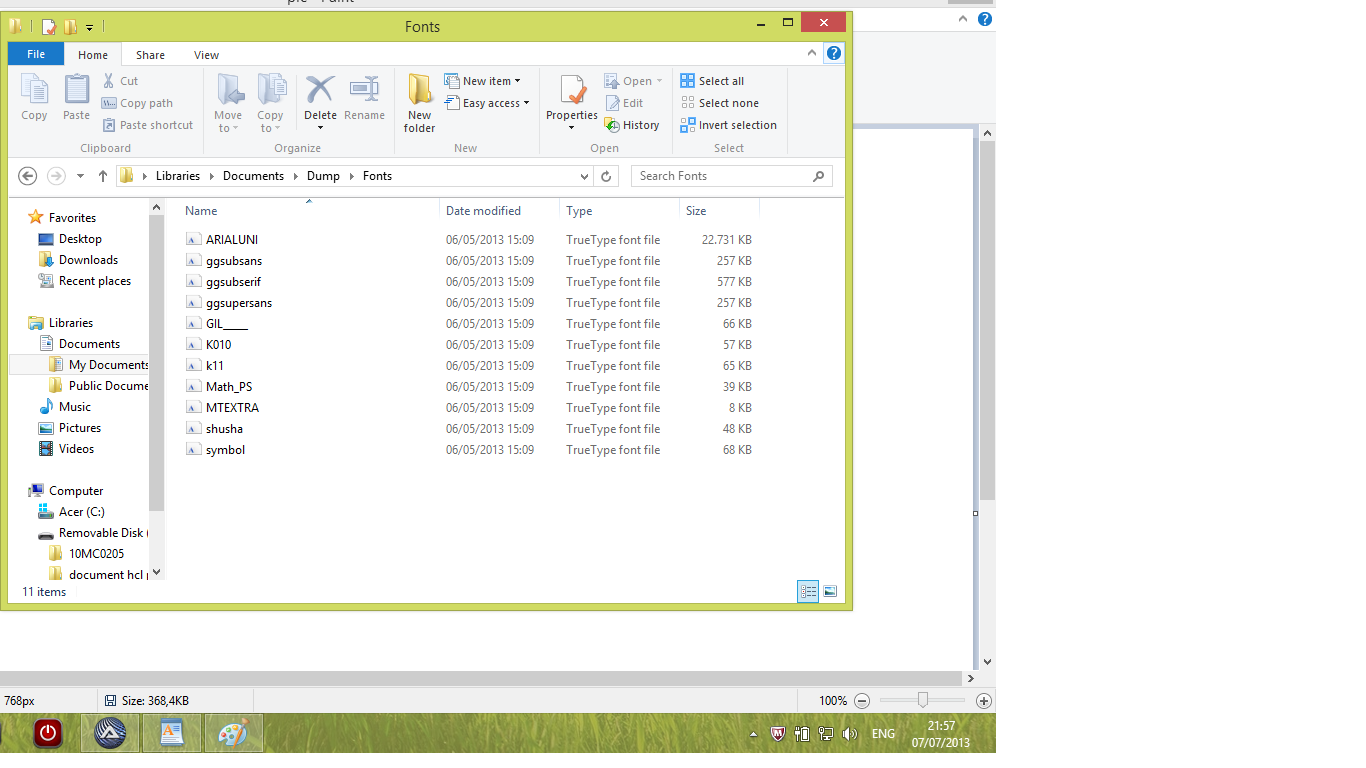 Fonts
File Home Share View
Copy
Paste
Cut
Copy path
Paste shortcut
Clipboard
Move to
Copy to
Delete
Rename
Organize
New folder
New item
Easy access
New
Properties
Open
Edit
History
Open
Select all
Select none
Invert selection
Select
Libraries Documents Dump Fonts
Search Fonts
Favorites
Desktop
Downloads
Recent places
Libraries
Documents
My Documents
Public Docume
Music
Pictures
Videos
Computer
Acer (C:)
Removable Disk (
10MC0205
document hcl
Name Date modified Type Size
ARIALUNI 06/05/2013 15:09 TrueType font file 22.731 KB
ggsubsans 06/05/2013 15:09 TrueType font file 257 KB
ggsubserif 06/05/2013 15:09 TrueType font file 577 KB
ggsupersans 06/05/2013 15:09 TrueType font file 257 KB
GIL_____ 06/05/2013 15:09 TrueType font file 66 KB
K010 06/05/2013 15:09 TrueType font file 57 KB
k11 06/05/2013 15:09 TrueType font file 65 KB
Math_PS 06/05/2013 15:09 TrueType font file 39 KB
MTEXTRA 06/05/2013 15:09 TrueType font file 8 KB
shusha 06/05/2013 15:09 TrueType font file 48 KB
symbol 06/05/2013 15:09 TrueType font file 68 KB
11 items
768px Size: 368,4KB 100%
ENG
21:57
07/07/2013